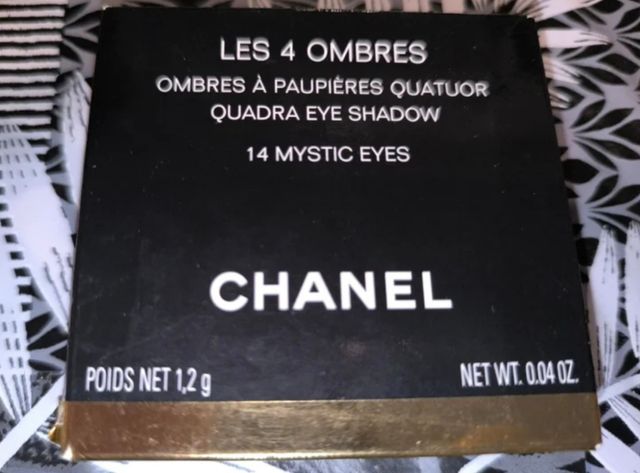 LES 4 OMBRES
OMBRES À PAUPIÈRES QUATUOR
QUADRA EYE SHADOW
14 MYSTIC EYES
CHANEL
POIDS NET 1,2 g NET WT. 0.04 OZ.